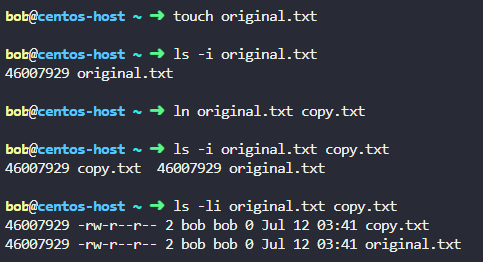 bob@centos-host ~ ➜ touch original.txt
bob@centos-host ~ ➜ ls -i original.txt
46007929 original.txt
bob@centos-host ~ ➜ ln original.txt copy.txt
bob@centos-host ~ ➜ ls -i original.txt copy.txt
46007929 copy.txt  46007929 original.txt
bob@centos-host ~ ➜ ls -li original.txt copy.txt
46007929 -rw-r--r-- 2 bob bob 0 Jul 12 03:41 copy.txt
46007929 -rw-r--r-- 2 bob bob 0 Jul 12 03:41 original.txt